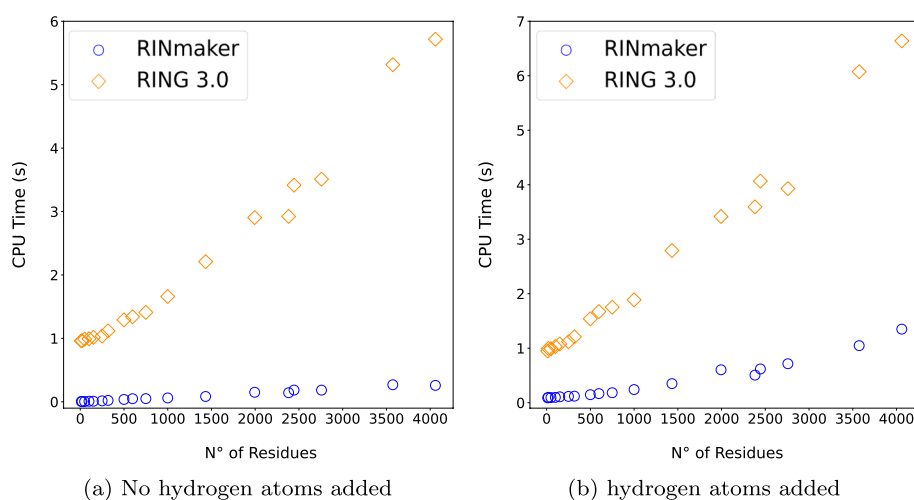 6
5
4
3
2
1
0
CPU Time (s)
RINmaker
RING 3.0
0 500 1000 1500 2000 2500 3000 3500 4000
N° of Residues
(a) No hydrogen atoms added
7
6
5
4
3
2
1
0
CPU Time (s)
RINmaker
RING 3.0
0 500 1000 1500 2000 2500 3000 3500 4000
N° of Residues
(b) hydrogen atoms added